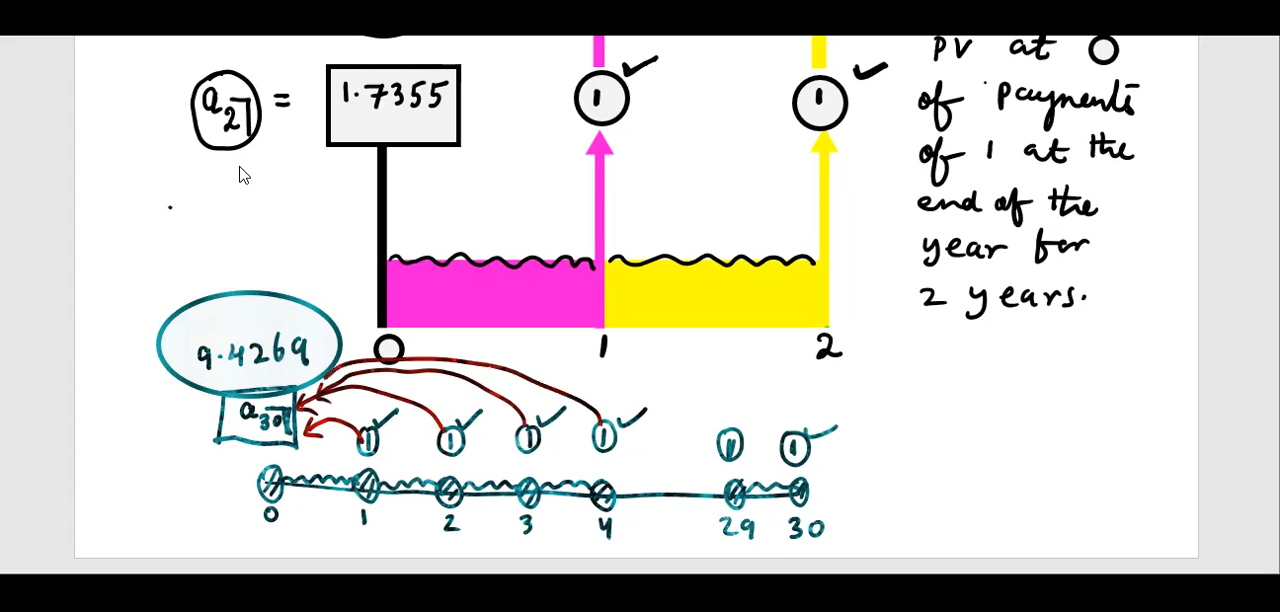 PV at 0
of payments
of 1 at the
end of the
year for
2 years.
a2 = 1.7355 1 1
0 1 2
9.4269
a30
1 1 1 1 1 1
0 1 2 3 4 29 30